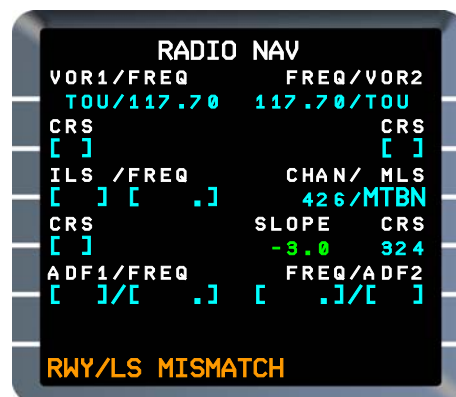 RADIO NAV
VOR1/FREQ FREQ/VOR2
TOU/117.70 117.70/TOU
CRS CRS
[ ] [ ]
ILS /FREQ CHAN/ MLS
[ ] [ .] 426/MTBN
CRS SLOPE CRS
[ ] -3.0 324
ADF1/FREQ FREQ/ADF2
[ ]/[ .] [ .]/[ ]
RWY/LS MISMATCH